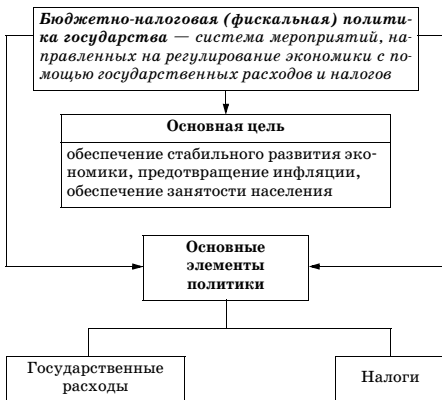 Бюджетно-налоговая (фискальная) полити-
ка государства — система мероприятий, на-
правленных на регулирование экономики с по-
мощью государственных расходов и налогов
Основная цель
обеспечение стабильного развития эко-
номики, предотвращение инфляции,
обеспечение занятости населения
Основные
элементы
политики
Государственные
расходы
Налоги